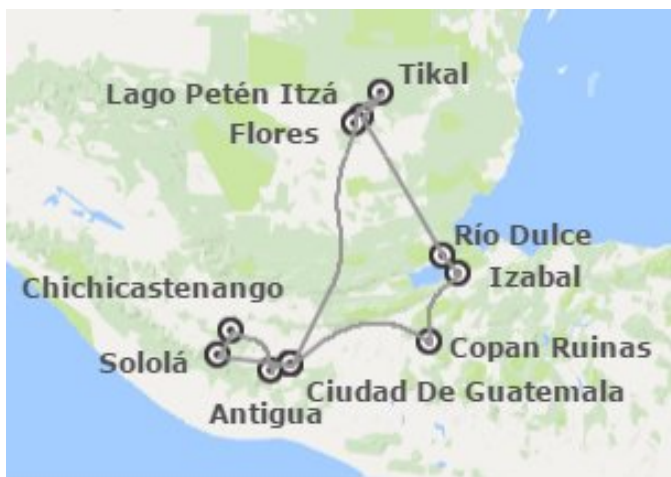 Tikal
Lago Petén Itzá
Flores
Río Dulce
Izabal
Chichicastenango
Copan Ruinas
Sololá
Ciudad De Guatemala
Antigua